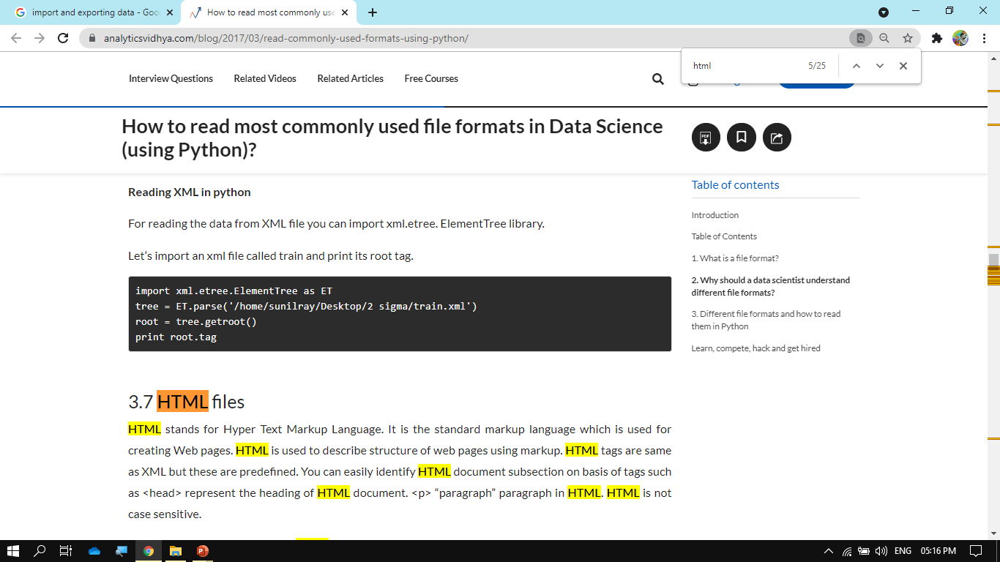 import and exporting data - Goo
How to read most commonly use
analyticsvidhya.com/blog/2017/03/read-commonly-used-formats-using-python/
html 5/25
Interview Questions Related Videos Related Articles Free Courses
How to read most commonly used file formats in Data Science
(using Python)?
PDF
Reading XML in python
For reading the data from XML file you can import xml.etree. ElementTree library.
Let’s import an xml file called train and print its root tag.
import xml.etree.ElementTree as ET
tree = ET.parse('/home/sunilray/Desktop/2 sigma/train.xml')
root = tree.getroot()
print root.tag
3.7 HTML files
HTML stands for Hyper Text Markup Language. It is the standard markup language which is used for
creating Web pages. HTML is used to describe structure of web pages using markup. HTML tags are same
as XML but these are predefined. You can easily identify HTML document subsection on basis of tags such
as <head> represent the heading of HTML document. <p> “paragraph” paragraph in HTML. HTML is not
case sensitive.
Table of contents
Introduction
Table of Contents
1. What is a file format?
2. Why should a data scientist understand
different file formats?
3. Different file formats and how to read
them in Python
Learn, compete, hack and get hired
ENG 05:16 PM